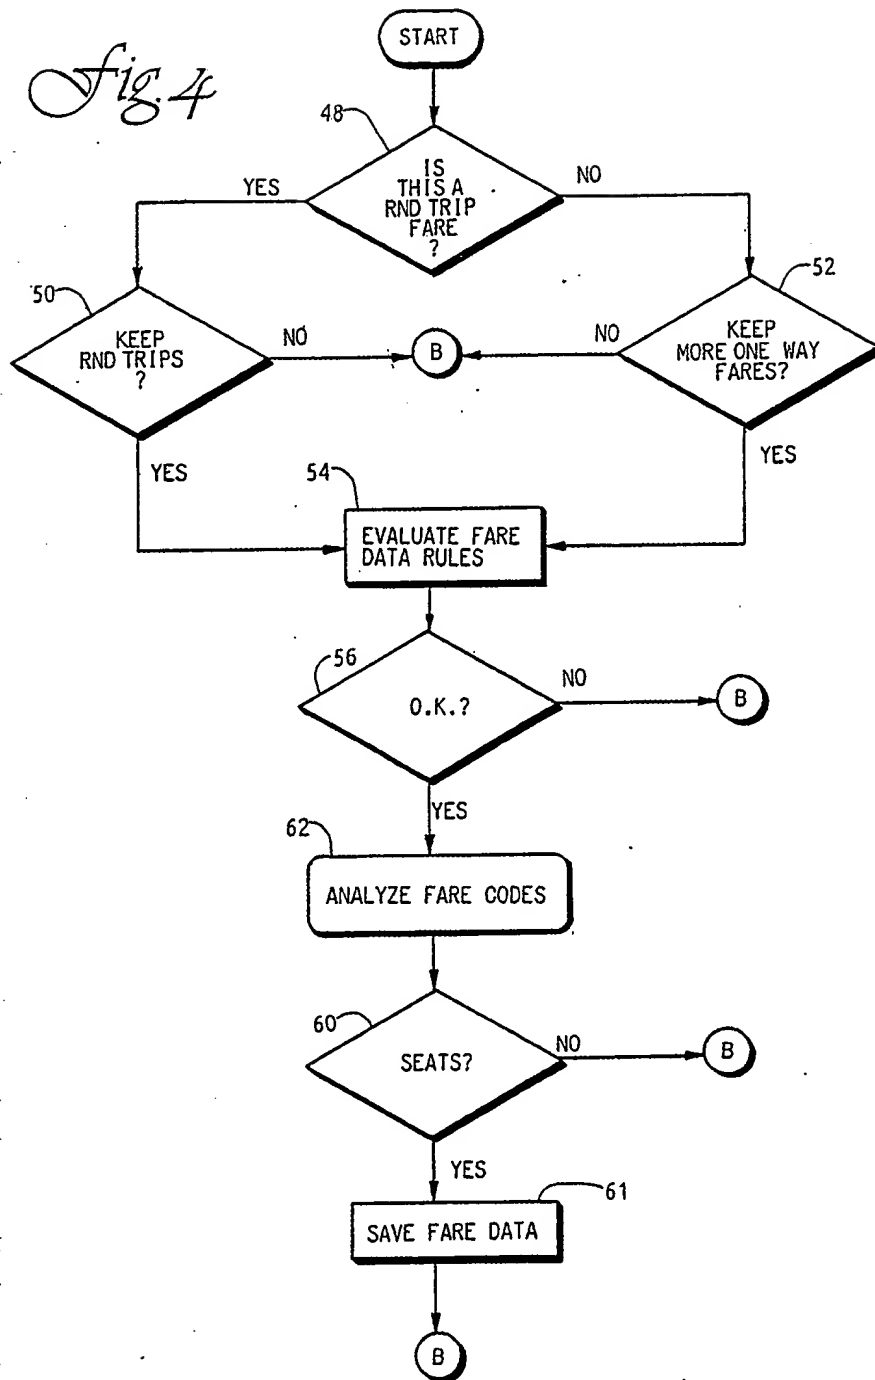 Fig. 4
START
48
IS
THIS A
RND TRIP
FARE
?
YES
NO
50
52
KEEP
RND TRIPS
?
NO
B
NO
KEEP
MORE ONE WAY
FARES?
YES
YES
54
EVALUATE FARE
DATA RULES
56
O.K.?
NO
B
YES
62
ANALYZE FARE CODES
60
SEATS?
NO
B
YES
61
SAVE FARE DATA
B